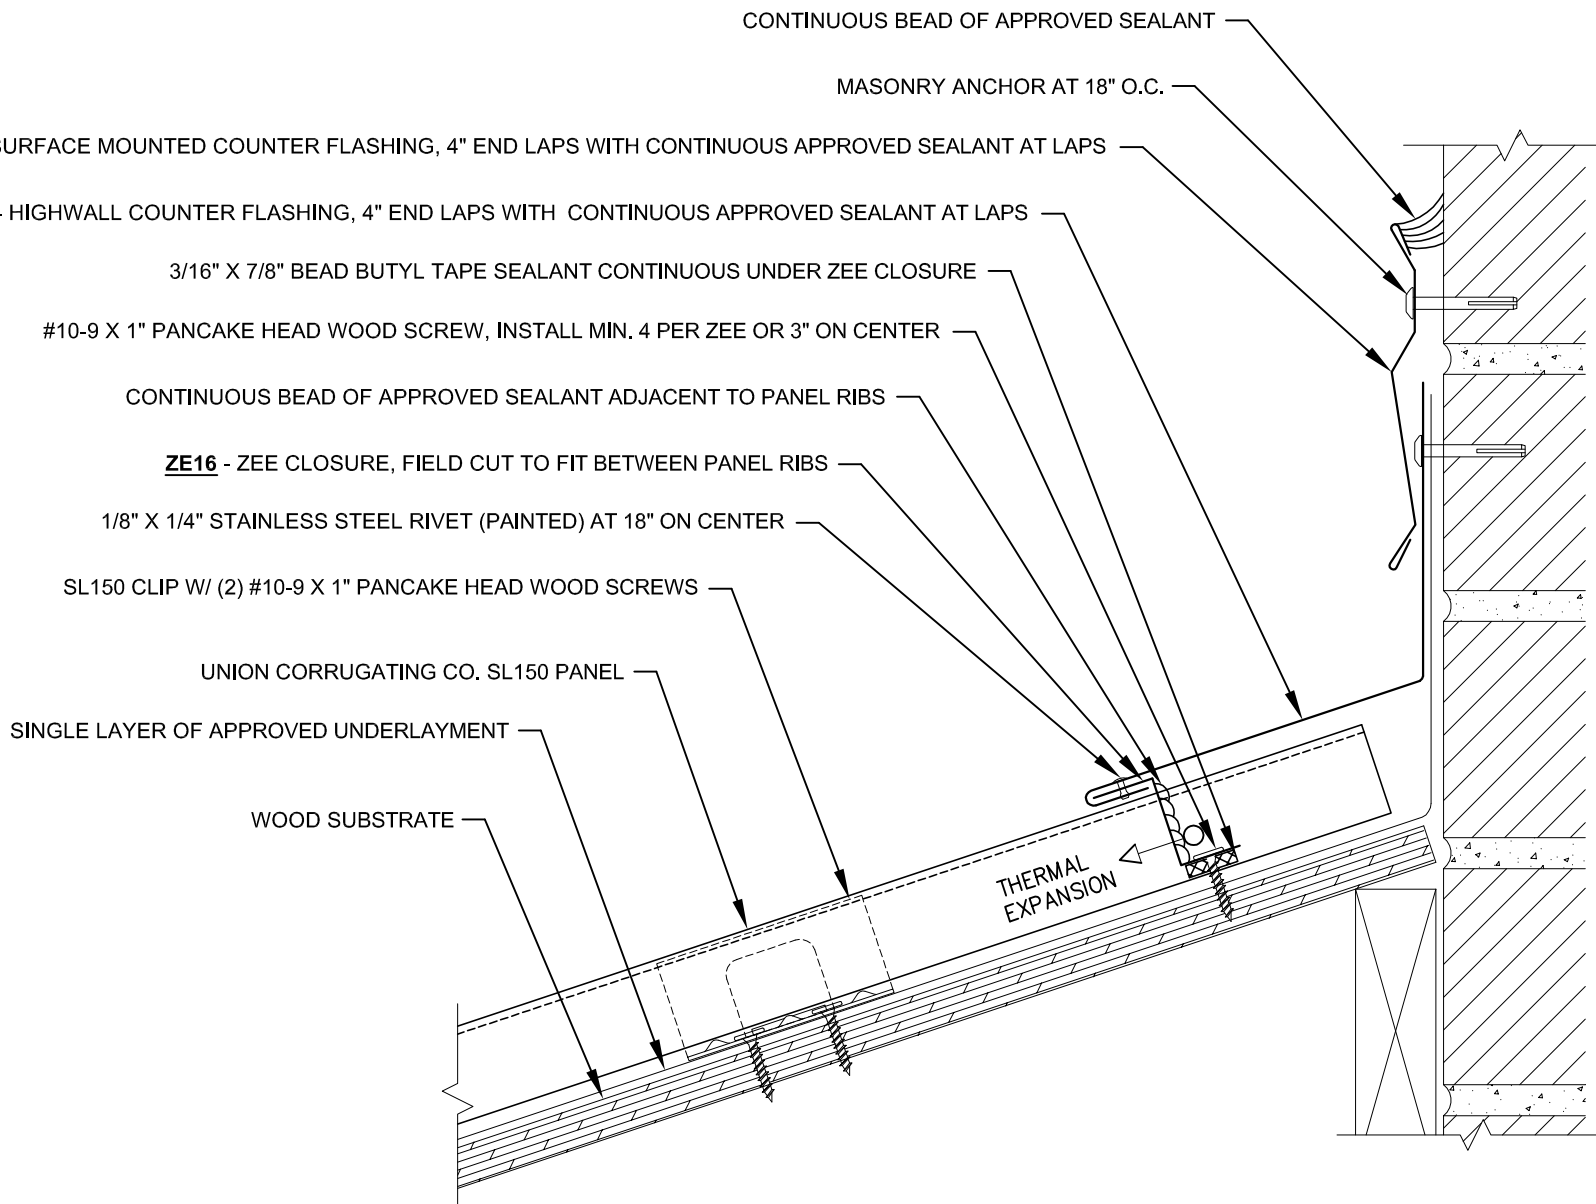 CONTINUOUS BEAD OF APPROVED SEALANT
MASONRY ANCHOR AT 18" O.C.
SURFACE MOUNTED COUNTER FLASHING, 4" END LAPS WITH CONTINUOUS APPROVED SEALANT AT LAPS
- HIGHWALL COUNTER FLASHING, 4" END LAPS WITH CONTINUOUS APPROVED SEALANT AT LAPS
3/16" X 7/8" BEAD BUTYL TAPE SEALANT CONTINUOUS UNDER ZEE CLOSURE
#10-9 X 1" PANCAKE HEAD WOOD SCREW, INSTALL MIN. 4 PER ZEE OR 3" ON CENTER
CONTINUOUS BEAD OF APPROVED SEALANT ADJACENT TO PANEL RIBS
ZE16 - ZEE CLOSURE, FIELD CUT TO FIT BETWEEN PANEL RIBS
1/8" X 1/4" STAINLESS STEEL RIVET (PAINTED) AT 18" ON CENTER
SL150 CLIP W/ (2) #10-9 X 1" PANCAKE HEAD WOOD SCREWS
UNION CORRUGATING CO. SL150 PANEL
SINGLE LAYER OF APPROVED UNDERLAYMENT
WOOD SUBSTRATE
THERMAL
EXPANSION